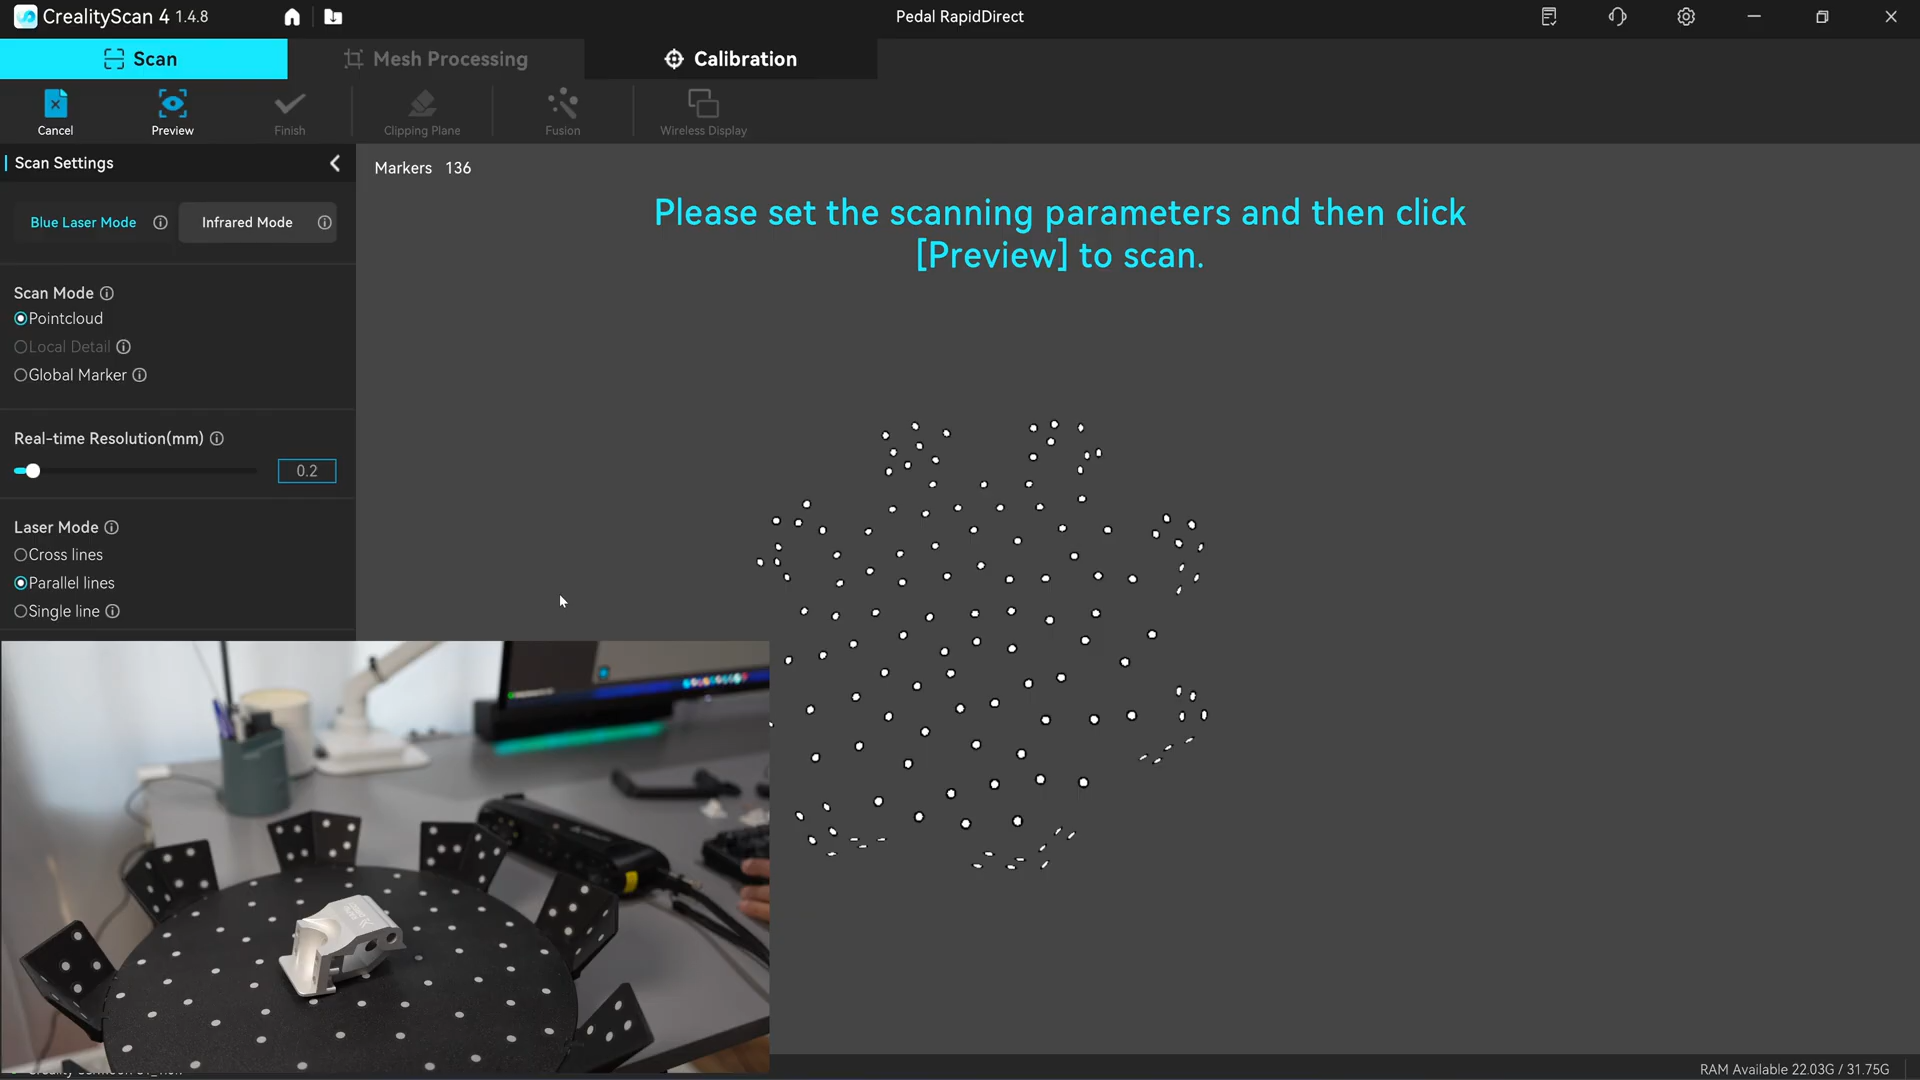 CrealityScan 4 1.4.8
Pedal RapidDirect
Scan
Mesh Processing
Calibration
Cancel
Preview
Finish
Clipping Plane
Fusion
Wireless Display
Scan Settings
Blue Laser Mode
Infrared Mode
Scan Mode
Pointcloud
Local Detail
Global Marker
Real-time Resolution(mm)
0.2
Laser Mode
Cross lines
Parallel lines
Single line
Markers 136
Please set the scanning parameters and then click
[Preview] to scan.
RAM Available 22.03G / 31.75G